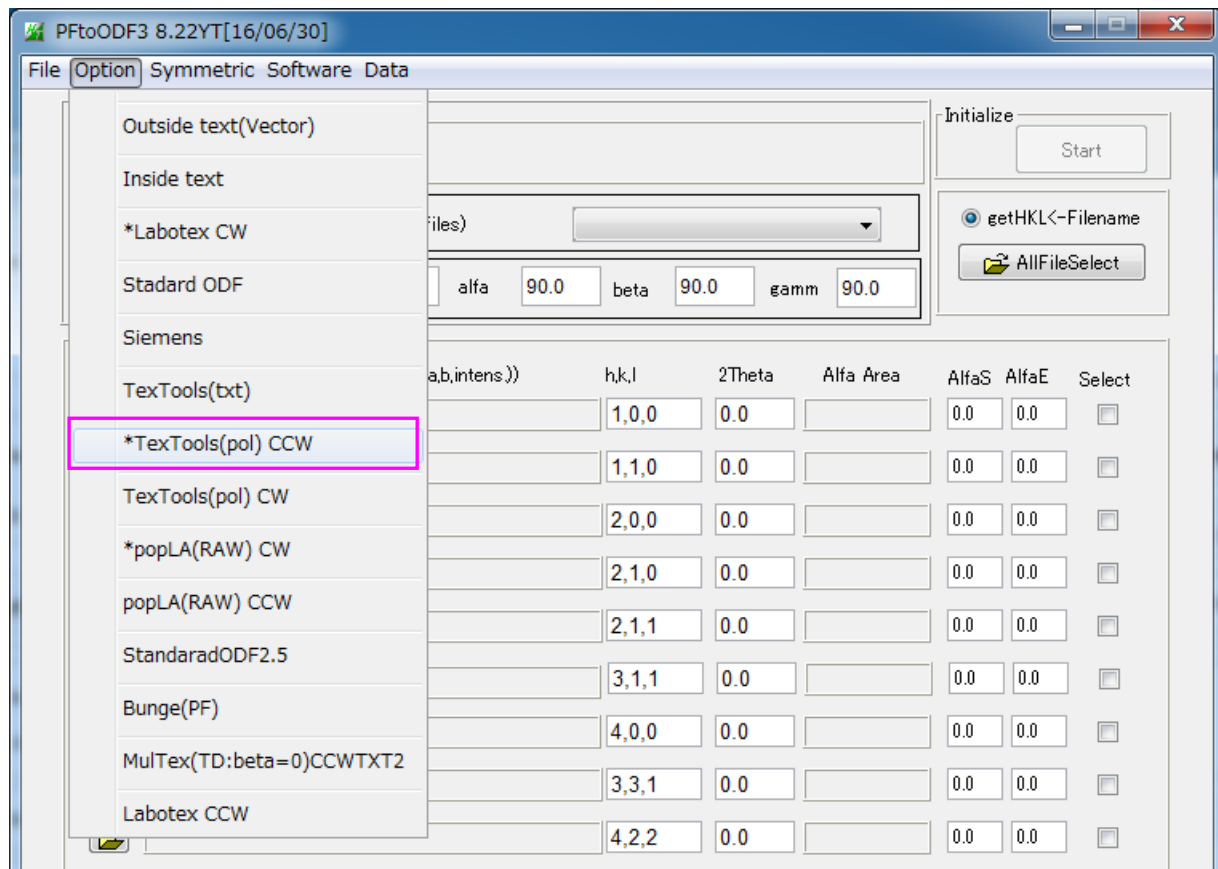 PFtoODF3 8.22YT[16/06/30]
File Option Symmetric Software Data
Outside text(Vector)
Inside text
*Labotex CW
Stadard ODF
Siemens
TexTools(txt)
*TexTools(pol) CCW
TexTools(pol) CW
*popLA(RAW) CW
popLA(RAW) CCW
StandaradODF2.5
Bunge(PF)
MulTex(TD:beta=0)CCWTXT2
Labotex CCW
Initialize
Start
iles)
getHKL<-Filename
AllFileSelect
alfa 90.0 beta 90.0 gamm 90.0
a,b,intens.)) h,k,l 2Theta Alfa Area AlfaS AlfaE Select
1,0,0 0.0 0.0 0.0
1,1,0 0.0 0.0 0.0
2,0,0 0.0 0.0 0.0
2,1,0 0.0 0.0 0.0
2,1,1 0.0 0.0 0.0
3,1,1 0.0 0.0 0.0
4,0,0 0.0 0.0 0.0
3,3,1 0.0 0.0 0.0
4,2,2 0.0 0.0 0.0